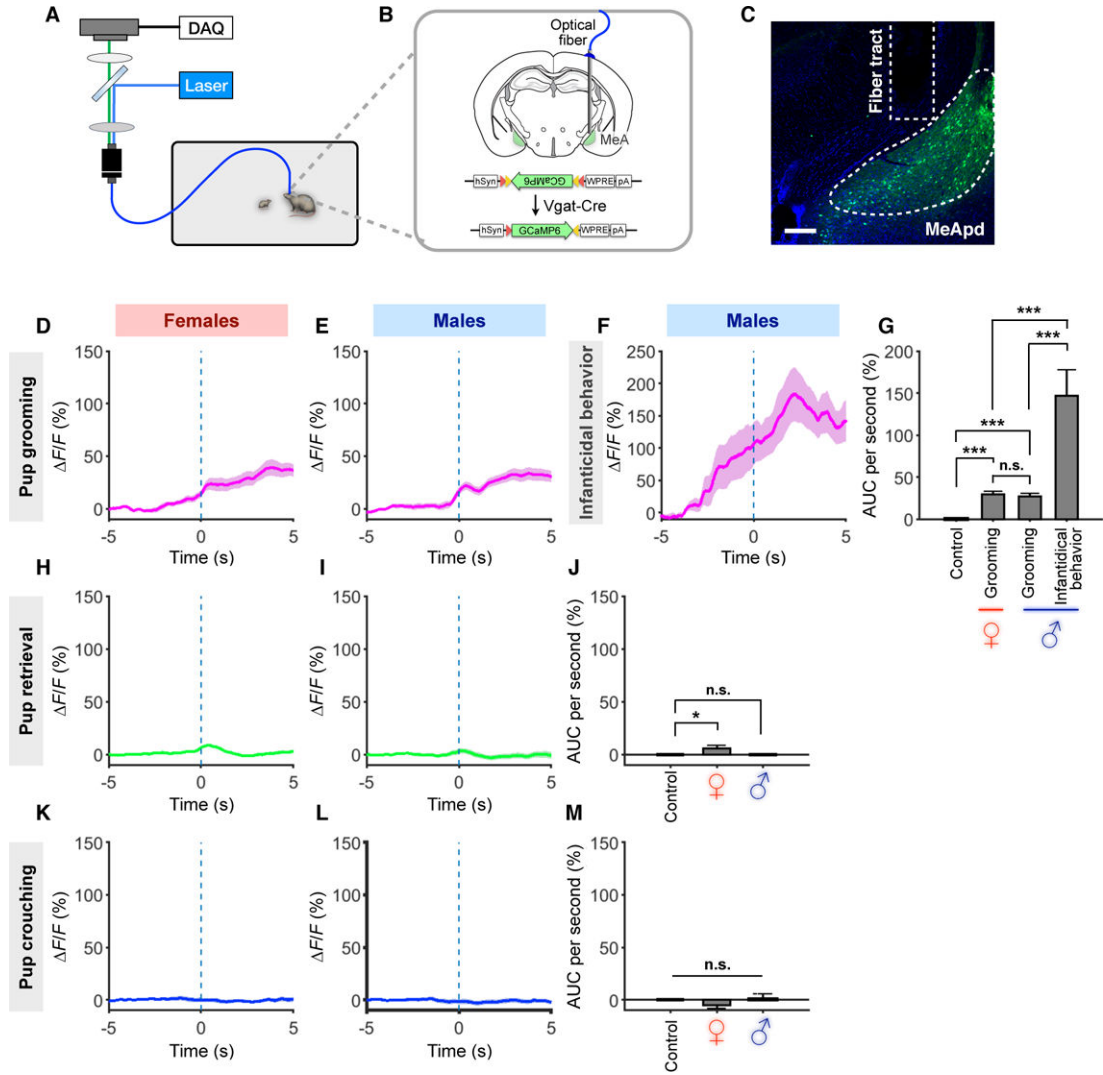 A
DAQ
Laser
B
Optical
fiber
MeA
hSyn
GCaMP6
WPRE
pA
Vgat-Cre
hSyn
GCaMP6
WPRE
pA
C
Fiber tract
MeApd
Females
Males
Males
Pup grooming
D
150
100
50
0
ΔF/F (%)
-5
0
5
Time (s)
E
150
100
50
0
ΔF/F (%)
-5
0
5
Time (s)
Infanticidal behavior
F
250
200
150
100
50
0
ΔF/F (%)
-5
0
5
Time (s)
G
200
150
100
50
0
AUC per second (%)
***
***
***
***
n.s.
Control
Grooming
Grooming
Infantidical
behavior
♀
♂
Pup retrieval
H
150
100
50
0
ΔF/F (%)
-5
0
5
Time (s)
I
150
100
50
0
ΔF/F (%)
-5
0
5
Time (s)
J
150
100
50
0
AUC per second (%)
n.s.
*
Control
♀
♂
Pup crouching
K
150
100
50
0
ΔF/F (%)
-5
0
5
Time (s)
L
150
100
50
0
ΔF/F (%)
-5
0
5
Time (s)
M
150
100
50
0
AUC per second (%)
n.s.
Control
♀
♂